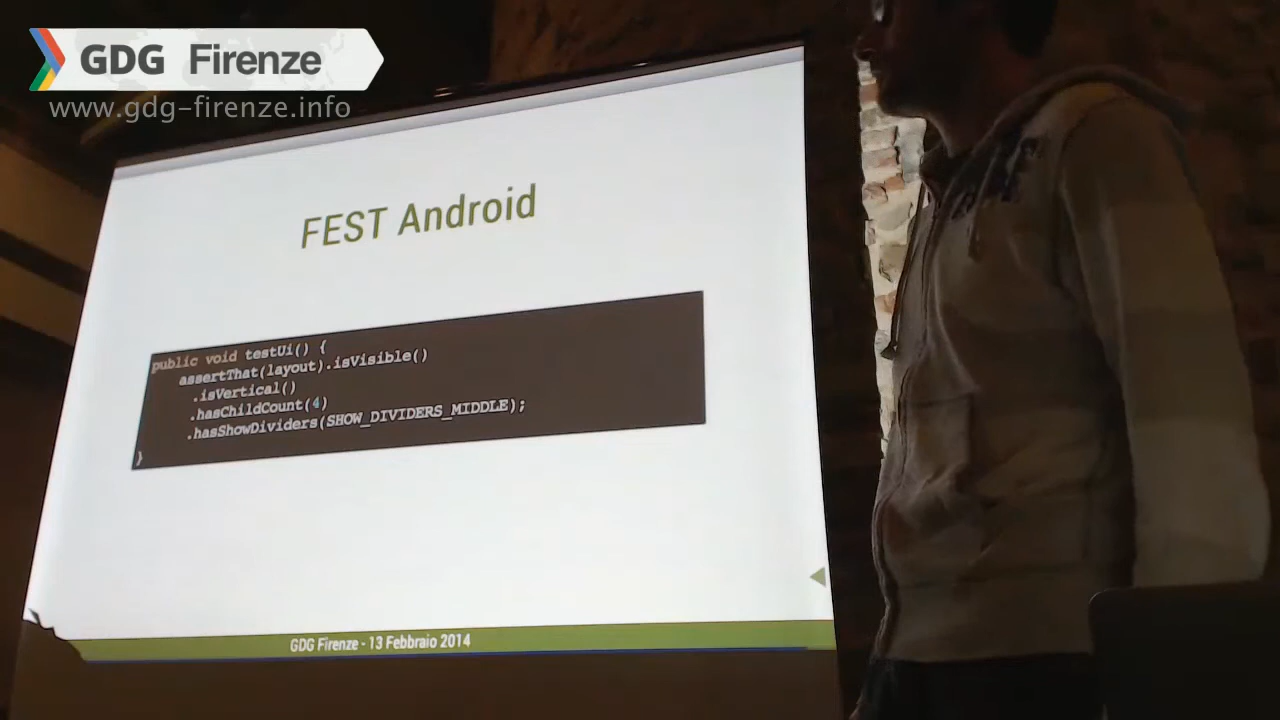 GDG Firenze
www.gdg-firenze.info
FEST Android
public void testUi() {
assertThat(layout).isVisible()
.isVertical()
.hasChildCount(4)
.hasShowDividers(SHOW_DIVIDERS_MIDDLE);
}
GDG Firenze - 13 Febbraio 2014